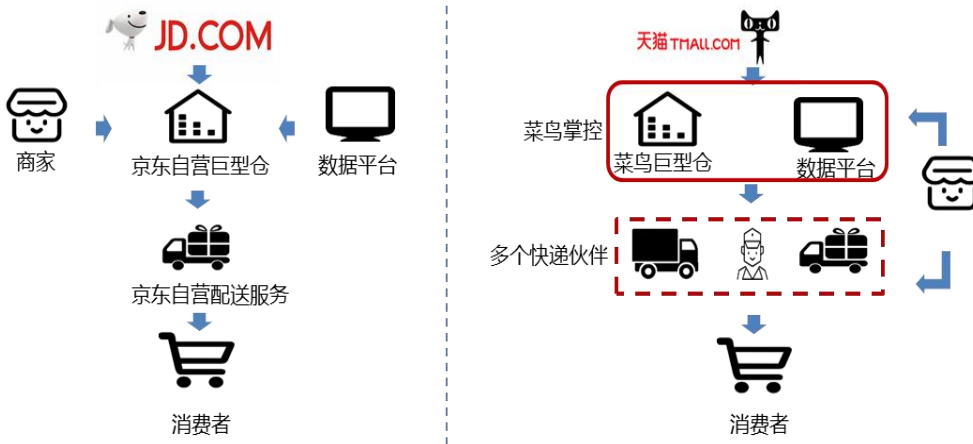 JD.COM
商家
京东自营巨型仓
数据平台
京东自营配送服务
消费者
天猫 TMALL.COM
菜鸟掌控
菜鸟巨型仓
数据平台
多个快递伙伴
消费者